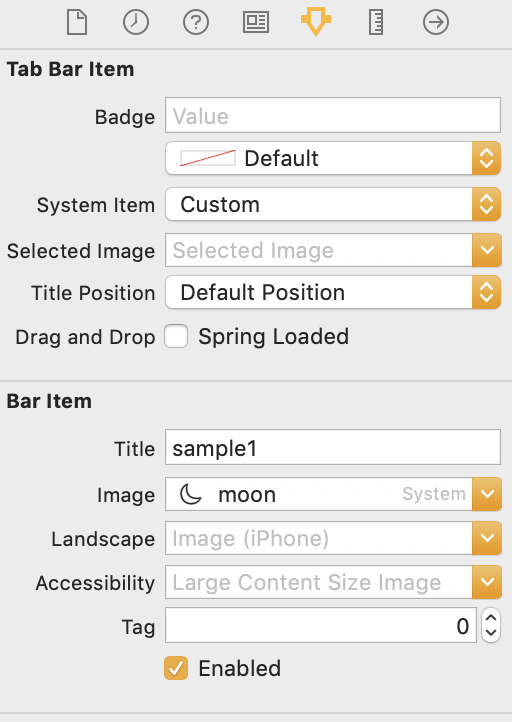 Tab Bar Item
Badge Value
Default
System Item Custom
Selected Image Selected Image
Title Position Default Position
Drag and Drop Spring Loaded
Bar Item
Title sample1
Image moon System
Landscape Image (iPhone)
Accessibility Large Content Size Image
Tag 0
Enabled